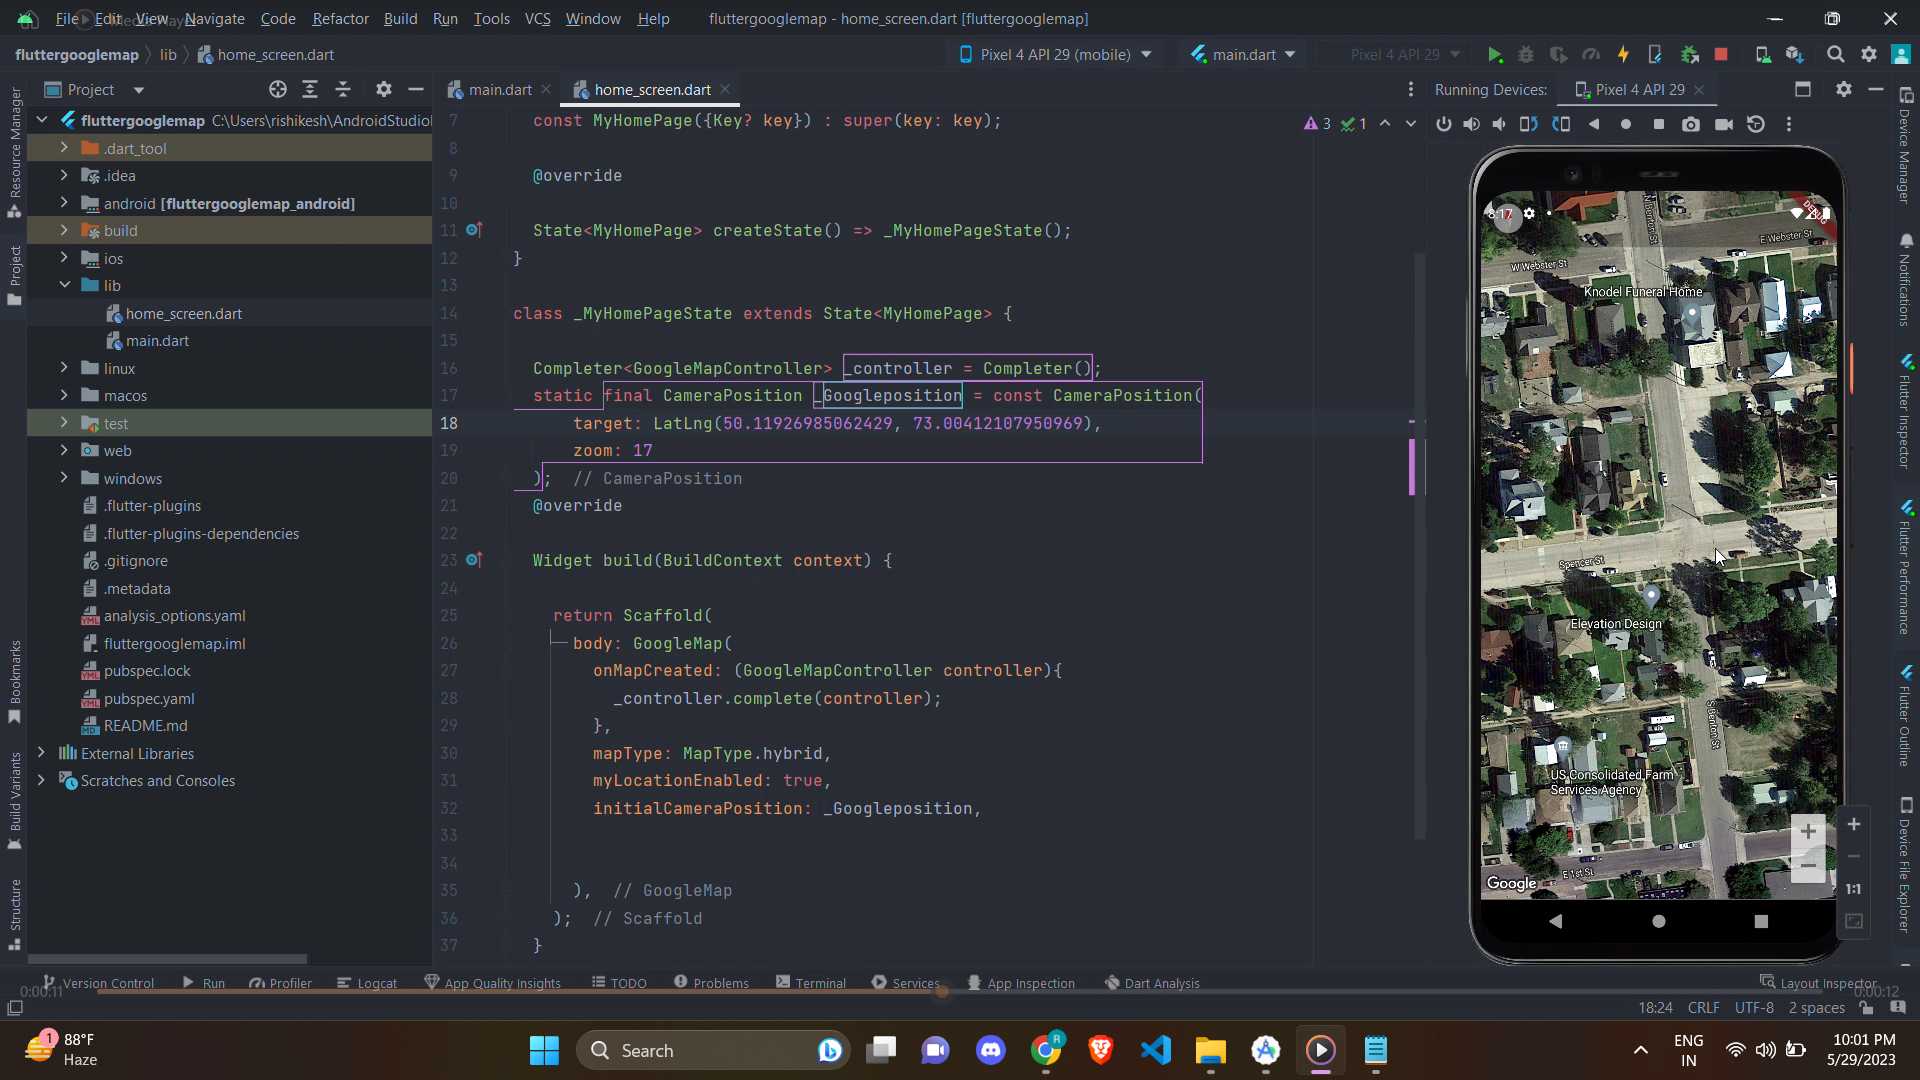 File Edit View Navigate Code Refactor Build Run Tools VCS Window Help fluttergooglemap - home_screen.dart [fluttergooglemap]
fluttergooglemap lib home_screen.dart Pixel 4 API 29 (mobile) main.dart Pixel 4 API 29
Project main.dart home_screen.dart Running Devices: Pixel 4 API 29
fluttergooglemap C:\Users\rishikesh\AndroidStudio
.dart_tool
.idea
android [fluttergooglemap_android]
build
ios
lib
home_screen.dart
main.dart
linux
macos
test
web
windows
.flutter-plugins
.flutter-plugins-dependencies
.gitignore
.metadata
analysis_options.yaml
fluttergooglemap.iml
pubspec.lock
pubspec.yaml
README.md
External Libraries
Scratches and Consoles
Resource Manager
Project
Bookmarks
Build Variants
Structure
7 const MyHomePage({Key? key}) : super(key: key); 3 1
8
9 @override
10
11 State<MyHomePage> createState() => _MyHomePageState();
12 }
13
14 class _MyHomePageState extends State<MyHomePage> {
15
16 Completer<GoogleMapController> _controller = Completer();
17 static final CameraPosition _Googleposition = const CameraPosition(
18 target: LatLng(50.11926985062429, 73.00412107950969),
19 zoom: 17
20 ); // CameraPosition
21 @override
22
23 Widget build(BuildContext context) {
24
25 return Scaffold(
26 body: GoogleMap(
27 onMapCreated: (GoogleMapController controller){
28 _controller.complete(controller);
29 },
30 mapType: MapType.hybrid,
31 myLocationEnabled: true,
32 initialCameraPosition: _Googleposition,
33
34
35 ), // GoogleMap
36 ); // Scaffold
37 }
8:17
DEBUG
N Benton St
E Webster St
W Webster St
Knodel Funeral Home
Spencer St
Elevation Design
S Benton St
US Consolidated Farm
Services Agency
E 1st St
Google
1:1
Device Manager
Notifications
Flutter Inspector
Flutter Performance
Flutter Outline
Device File Explorer
Version Control Run Profiler Logcat App Quality Insights TODO Problems Terminal Services App Inspection Dart Analysis Layout Inspector
0:00:11 0:00:12
18:24 CRLF UTF-8 2 spaces
1 88°F
Haze
Search
R
ENG
IN
10:01 PM
5/29/2023